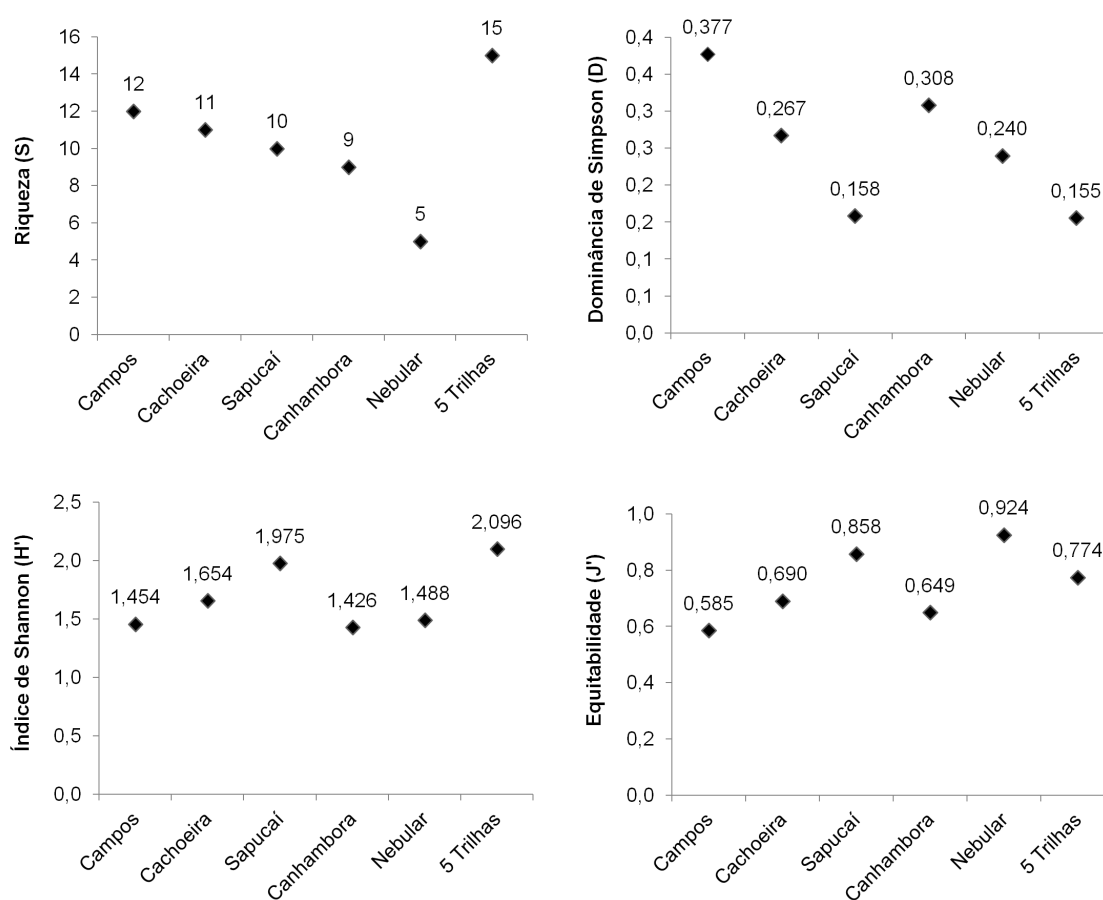 Riqueza (S)
16
14
12
10
8
6
4
2
0
12
11
10
9
5
15
Campos
Cachoeira
Sapucaí
Canhambora
Nebular
5 Trilhas
Dominância de Simpson (D)
0,4
0,4
0,3
0,3
0,2
0,2
0,1
0,1
0,0
0,377
0,267
0,158
0,308
0,240
0,155
Campos
Cachoeira
Sapucaí
Canhambora
Nebular
5 Trilhas
Índice de Shannon (H')
2,5
2,0
1,5
1,0
0,5
0,0
1,454
1,654
1,975
1,426
1,488
2,096
Campos
Cachoeira
Sapucaí
Canhambora
Nebular
5 Trilhas
Equitabilidade (J')
1,0
0,8
0,6
0,4
0,2
0,0
0,585
0,690
0,858
0,649
0,924
0,774
Campos
Cachoeira
Sapucaí
Canhambora
Nebular
5 Trilhas